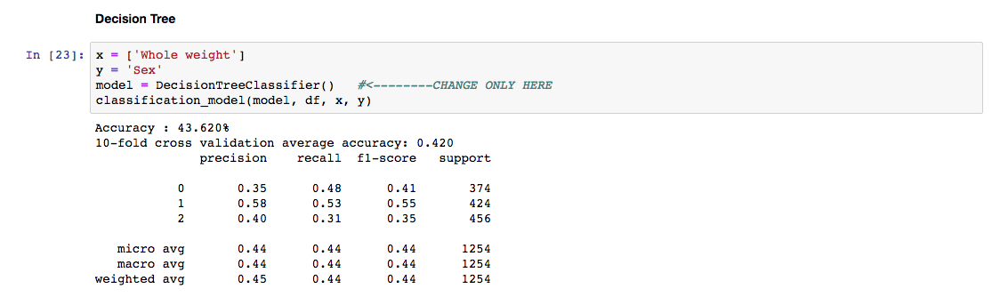 Decision Tree
In [23]: x = ['Whole weight']
y = 'Sex'
model = DecisionTreeClassifier()   #<--------CHANGE ONLY HERE
classification_model(model, df, x, y)
Accuracy : 43.620%
10-fold cross validation average accuracy: 0.420
precision    recall  f1-score   support
0       0.35      0.48      0.41       374
1       0.58      0.53      0.55       424
2       0.40      0.31      0.35       456
micro avg       0.44      0.44      0.44      1254
macro avg       0.44      0.44      0.44      1254
weighted avg       0.45      0.44      0.44      1254